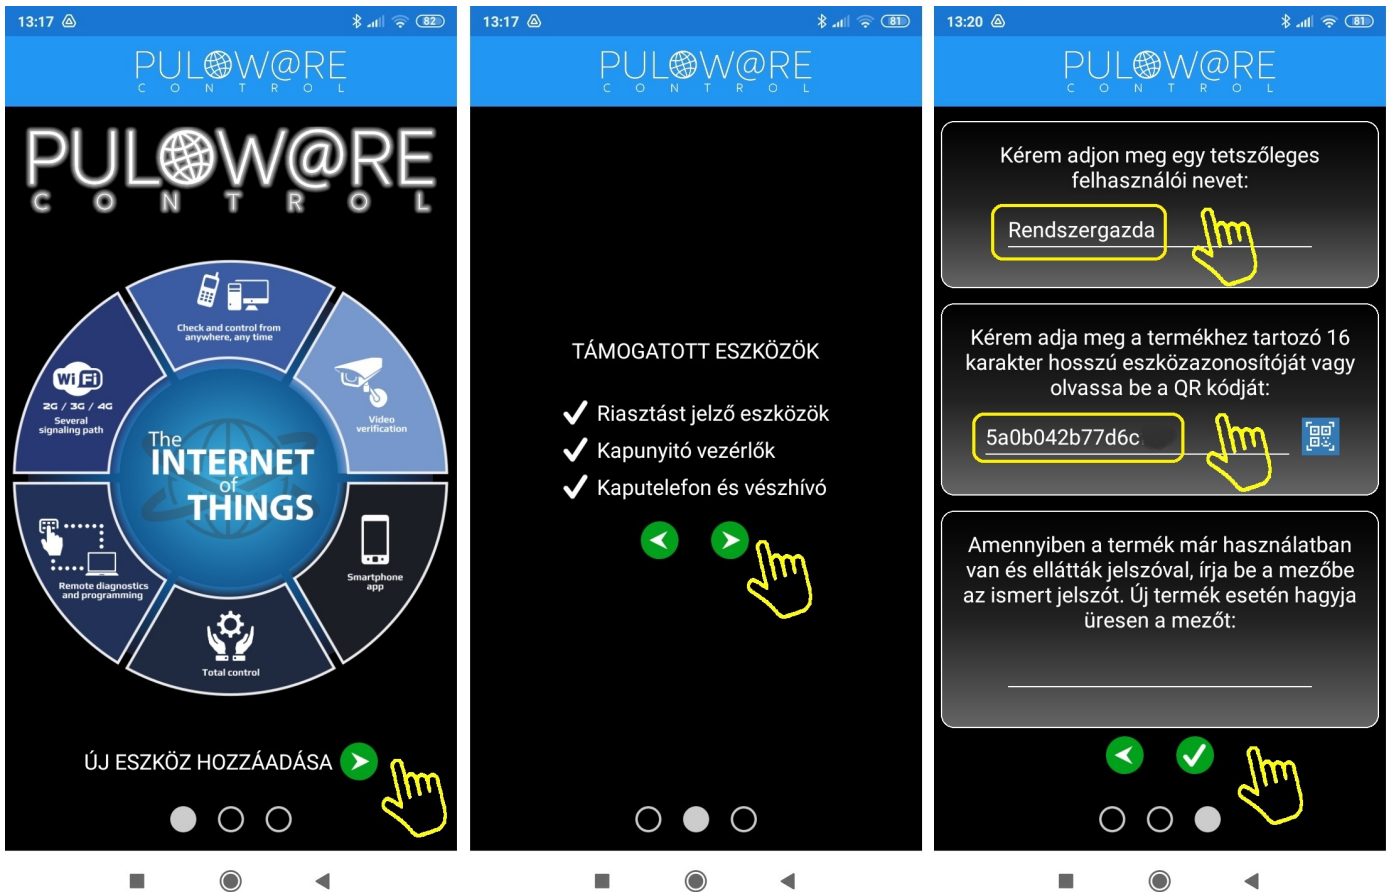 13:17
82
PULOW@RE
CONTROL
PULOW@RE
CONTROL
Check and control from
anywhere, any time
WiFi
2G / 3G / 4G
Several
signaling path
Video
verification
The
INTERNET
of
THINGS
Remote diagnostics
and programming
Smartphone
app
Total control
ÚJ ESZKÖZ HOZZÁADÁSA
13:17
81
PULOW@RE
CONTROL
TÁMOGATOTT ESZKÖZÖK
Riasztást jelző eszközök
Kapunyitó vezérlők
Kaputelefon és vészhívó
13:20
81
PULOW@RE
CONTROL
Kérem adjon meg egy tetszőleges
felhasználói nevet:
Rendszergazda
Kérem adja meg a termékhez tartozó 16
karakter hosszú eszközazonosítóját vagy
olvassa be a QR kódját:
5a0b042b77d6c
Amennyiben a termék már használatban
van és ellátták jelszóval, írja be a mezőbe
az ismert jelszót. Új termék esetén hagyja
üresen a mezőt: